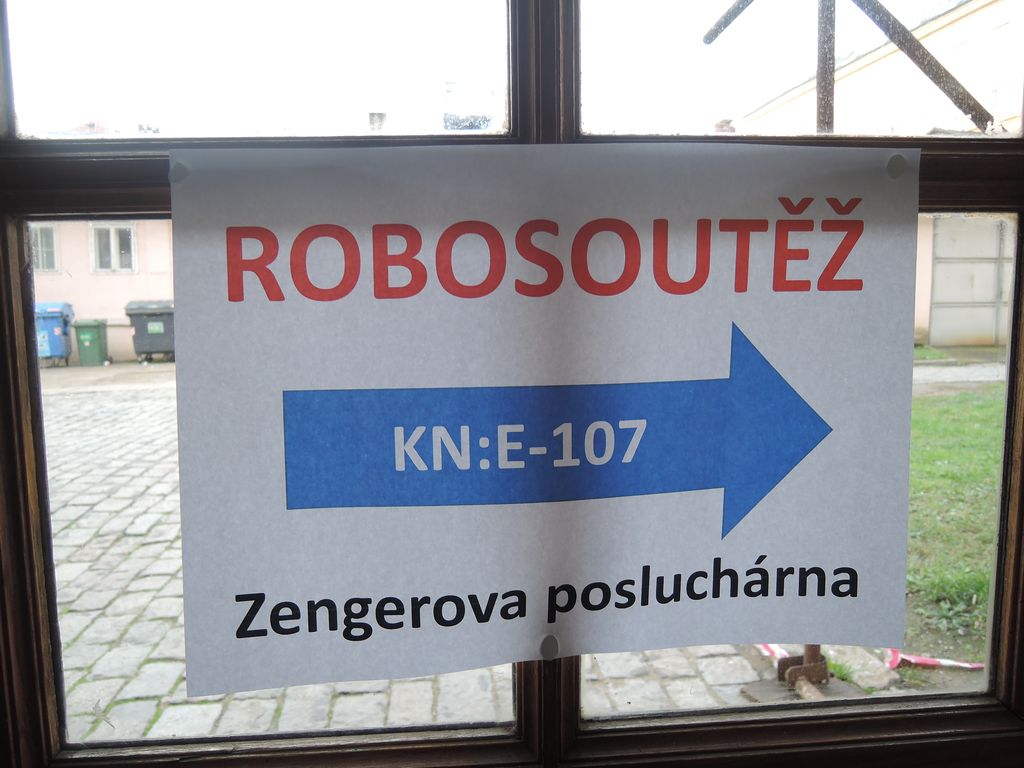 ROBOSOUTĚŽ
KN:E-107
Zengerova posluchárna